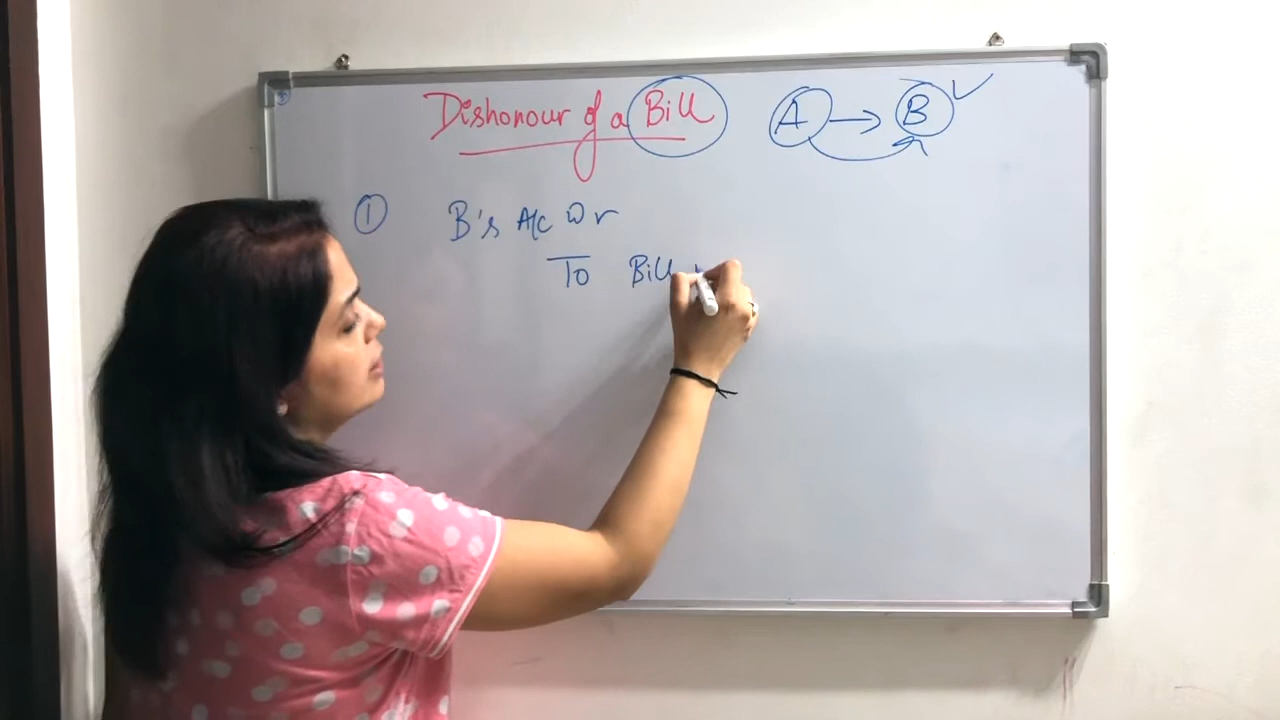 Dishonour of a Bill A → B ✓
① B's A/c Dr
To Bill